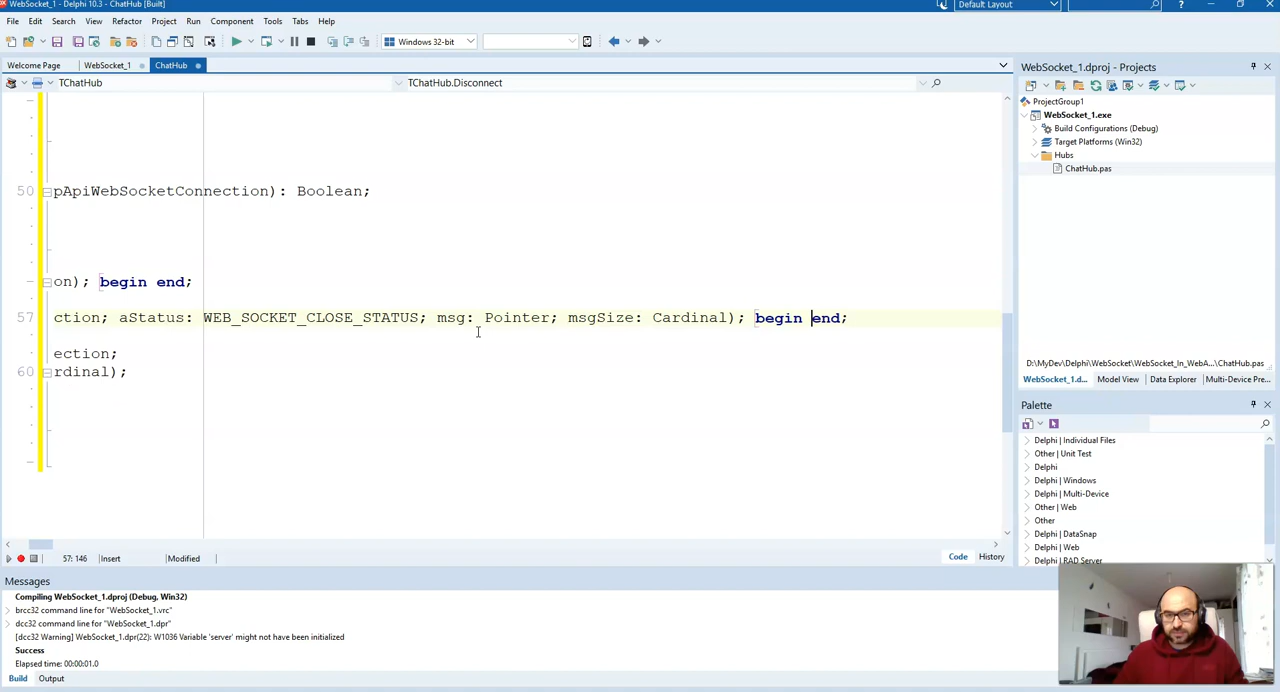 WebSocket_1 - Delphi 10.3 - ChatHub [Built]
Default Layout
File Edit Search View Refactor Project Run Component Tools Tabs Help
Windows 32-bit
Welcome Page WebSocket_1 ChatHub
TChatHub TChatHub.Disconnect
50 pApiWebSocketConnection): Boolean;
on); begin end;
57 ction; aStatus: WEB_SOCKET_CLOSE_STATUS; msg: Pointer; msgSize: Cardinal); begin end;
ection;
60 rdinal);
57: 146 Insert Modified
Code History
Messages
Compiling WebSocket_1.dproj (Debug, Win32)
brcc32 command line for "WebSocket_1.vrc"
dcc32 command line for "WebSocket_1.dpr"
[dcc32 Warning] WebSocket_1.dpr(22): W1036 Variable 'server' might not have been initialized
Success
Elapsed time: 00:00:01.0
Build Output
WebSocket_1.dproj - Projects
ProjectGroup1
WebSocket_1.exe
Build Configurations (Debug)
Target Platforms (Win32)
Hubs
ChatHub.pas
D:\MyDev\Delphi\WebSocket\WebSocket_In_WebA...\ChatHub.pas
WebSocket_1.d... Model View Data Explorer Multi-Device Pre...
Palette
Delphi | Individual Files
Other | Unit Test
Delphi
Delphi | Windows
Delphi | Multi-Device
Other | Web
Other
Delphi | DataSnap
Delphi | Web
Delphi | RAD Server